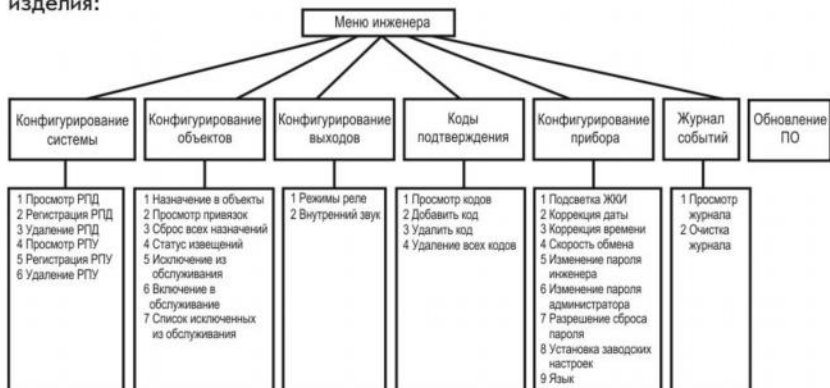 изделия:
Меню инженера
Конфигурирование
системы
Конфигурирование
объектов
Конфигурирование
выходов
Коды
подтверждения
Конфигурирование
прибора
Журнал
событий
Обновление
ПО
1 Просмотр РПД
2 Регистрация РПД
3 Удаление РПД
4 Просмотр РПУ
5 Регистрация РПУ
6 Удаление РПУ
1 Назначение в объекты
2 Просмотр привязок
3 Сброс всех назначений
4 Статус извещений
5 Исключение из
обслуживания
6 Включение в
обслуживание
7 Список исключенных
из обслуживания
1 Режимы реле
2 Внутренний звук
1 Просмотр кодов
2 Добавить код
3 Удалить код
4 Удаление всех кодов
1 Подсветка ЖКИ
2 Коррекция даты
3 Коррекция времени
4 Скорость обмена
5 Изменение пароля
инженера
6 Изменение пароля
администратора
7 Разрешение сброса
пароля
8 Установка заводских
настроек
9 Язык
1 Просмотр
журнала
2 Очистка
журнала